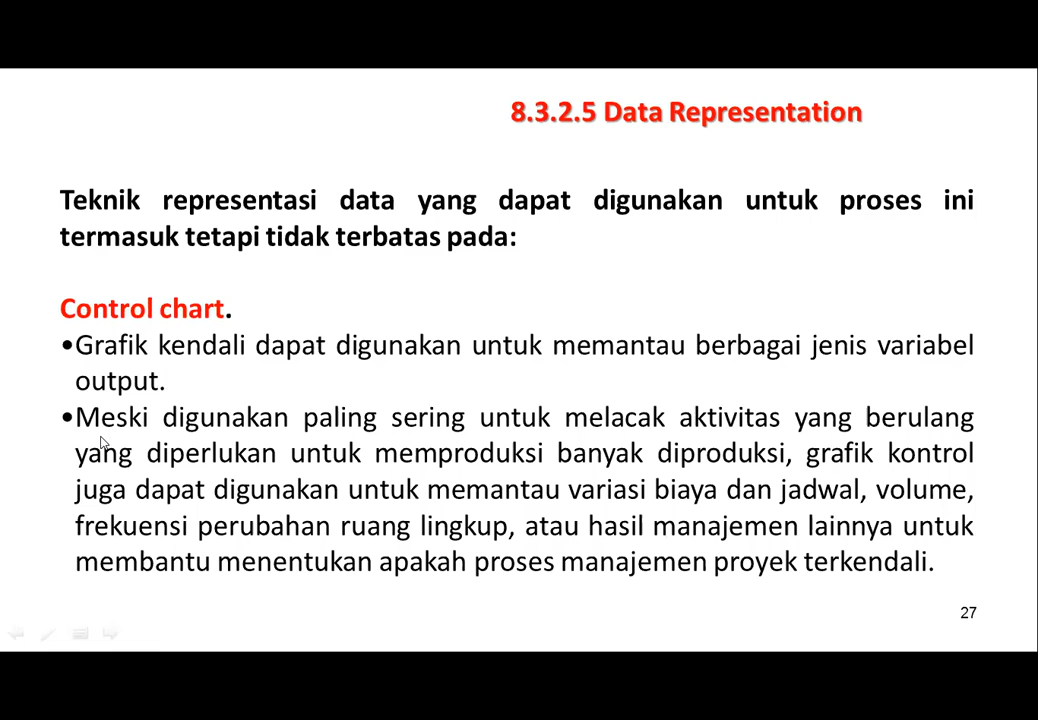 8.3.2.5 Data Representation
Teknik representasi data yang dapat digunakan untuk proses ini
termasuk tetapi tidak terbatas pada:
Control chart.
•Grafik kendali dapat digunakan untuk memantau berbagai jenis variabel
output.
•Meski digunakan paling sering untuk melacak aktivitas yang berulang
yang diperlukan untuk memproduksi banyak diproduksi, grafik kontrol
juga dapat digunakan untuk memantau variasi biaya dan jadwal, volume,
frekuensi perubahan ruang lingkup, atau hasil manajemen lainnya untuk
membantu menentukan apakah proses manajemen proyek terkendali.
27